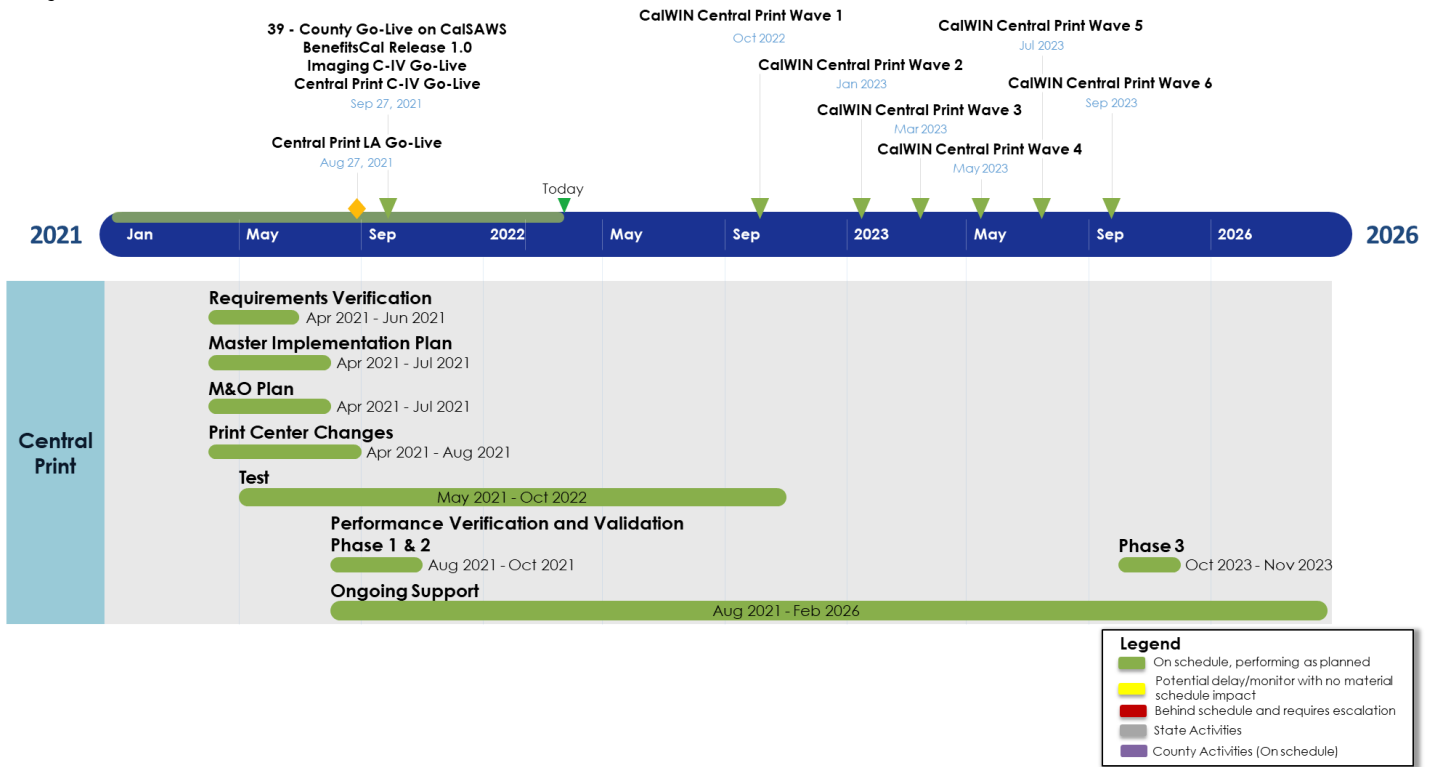 CalWIN Central Print Wave 1
Oct 2022
39 - County Go-Live on CalSAWS
BenefitsCal Release 1.0
Imaging C-IV Go-Live
Central Print C-IV Go-Live
Sep 27, 2021
CalWIN Central Print Wave 5
Jul 2023
CalWIN Central Print Wave 2
Jan 2023
CalWIN Central Print Wave 6
Sep 2023
CalWIN Central Print Wave 3
Mar 2023
Central Print LA Go-Live
Aug 27, 2021
CalWIN Central Print Wave 4
May 2023
Today
2021 Jan May Sep 2022 May Sep 2023 May Sep 2026 2026
Central
Print
Requirements Verification
Apr 2021 - Jun 2021
Master Implementation Plan
Apr 2021 - Jul 2021
M&O Plan
Apr 2021 - Jul 2021
Print Center Changes
Apr 2021 - Aug 2021
Test
May 2021 - Oct 2022
Performance Verification and Validation
Phase 1 & 2
Aug 2021 - Oct 2021
Phase 3
Oct 2023 - Nov 2023
Ongoing Support
Aug 2021 - Feb 2026
Legend
On schedule, performing as planned
Potential delay/monitor with no material
schedule impact
Behind schedule and requires escalation
State Activities
County Activities (On schedule)